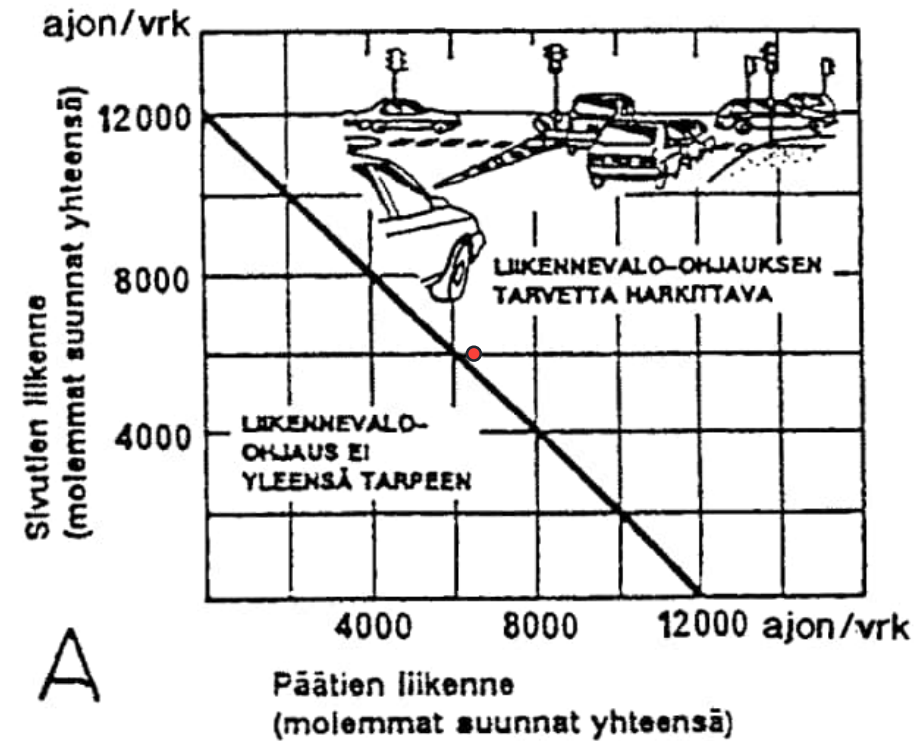 ajon/vrk
12000
8000
4000
Sivutien liikenne
(molemmat suunnat yhteensä)
LIIKENNEVALO-OHJAUKSEN
TARVETTA HARKITTAVA
LIIKENNEVALO-
OHJAUS EI
YLEENSÄ TARPEEN
4000
8000
12000 ajon/vrk
A
Päätien liikenne
(molemmat suunnat yhteensä)